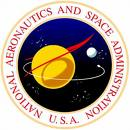 NATIONAL AERONAUTICS AND SPACE ADMINISTRATION
U.S.A.